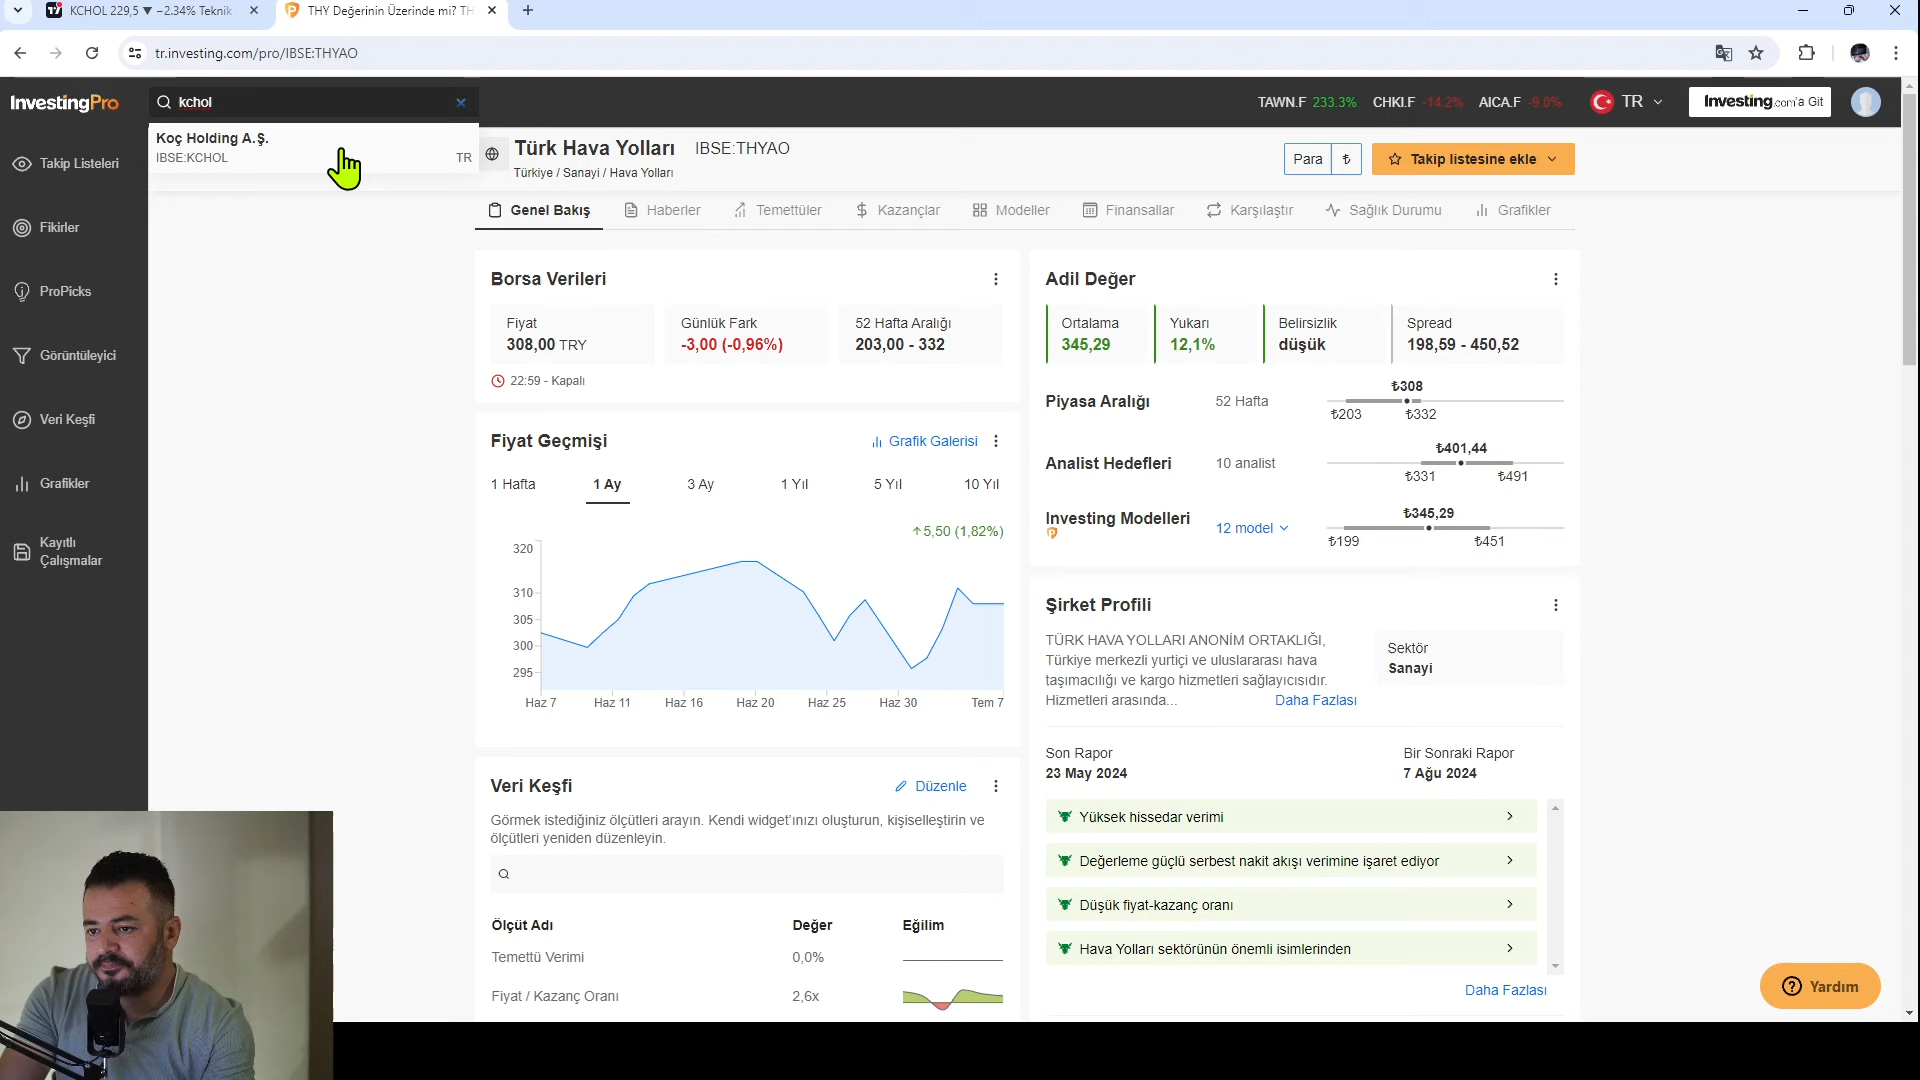 KCHOL 229,5 ▼ −2.34% Teknik
THY Değerinin Üzerinde mi? TH
tr.investing.com/pro/IBSE:THYAO
InvestingPro
kchol
TAWN.F 233.3% CHKI.F -14.2% AICA.F -9.0%
TR
Investing.com'a Git
Koç Holding A.Ş.
IBSE:KCHOL
TR
Takip Listeleri
Fikirler
ProPicks
Görüntüleyici
Veri Keşfi
Grafikler
Kayıtlı
Çalışmalar
Türk Hava Yolları IBSE:THYAO
Türkiye / Sanayi / Hava Yolları
Para ₺
Takip listesine ekle
Genel Bakış Haberler Temettüler Kazançlar Modeller Finansallar Karşılaştır Sağlık Durumu Grafikler
Borsa Verileri
Fiyat
308,00 TRY
Günlük Fark
-3,00 (-0,96%)
52 Hafta Aralığı
203,00 - 332
22:59 - Kapalı
Fiyat Geçmişi
Grafik Galerisi
1 Hafta 1 Ay 3 Ay 1 Yıl 5 Yıl 10 Yıl
5,50 (1,82%)
320
310
305
300
295
Haz 7 Haz 11 Haz 16 Haz 20 Haz 25 Haz 30 Tem 7
Veri Keşfi
Düzenle
Görmek istediğiniz ölçütleri arayın. Kendi widget'ınızı oluşturun, kişiselleştirin ve
ölçütleri yeniden düzenleyin.
Ölçüt Adı Değer Eğilim
Temettü Verimi 0,0%
Fiyat / Kazanç Oranı 2,6x
Adil Değer
Ortalama
345,29
Yukarı
12,1%
Belirsizlik
düşük
Spread
198,59 - 450,52
Piyasa Aralığı 52 Hafta
₺308
₺203 ₺332
Analist Hedefleri 10 analist
₺401,44
₺331 ₺491
Investing Modelleri
12 model
₺345,29
₺199 ₺451
Şirket Profili
TÜRK HAVA YOLLARI ANONİM ORTAKLIĞI,
Türkiye merkezli yurtiçi ve uluslararası hava
taşımacılığı ve kargo hizmetleri sağlayıcısıdır.
Hizmetleri arasında... Daha Fazlası
Sektör
Sanayi
Son Rapor
23 May 2024
Bir Sonraki Rapor
7 Ağu 2024
Yüksek hissedar verimi
Değerleme güçlü serbest nakit akışı verimine işaret ediyor
Düşük fiyat-kazanç oranı
Hava Yolları sektörünün önemli isimlerinden
Daha Fazlası
Yardım